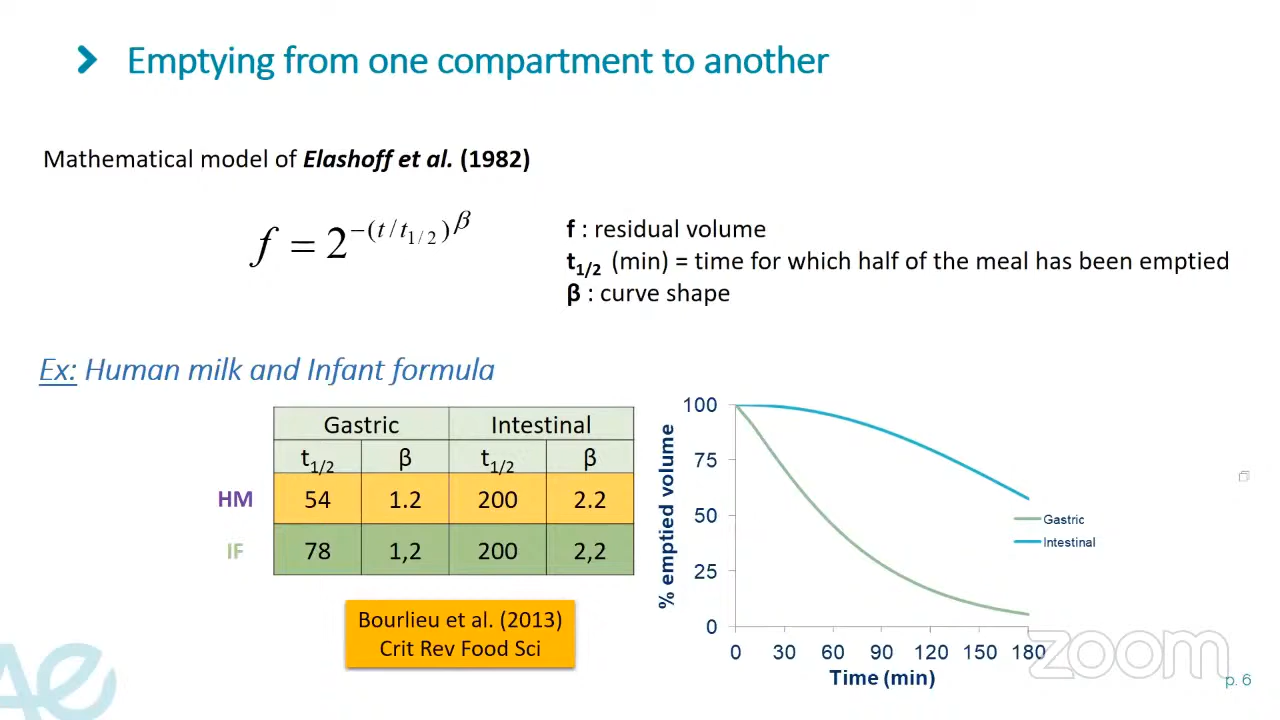 Emptying from one compartment to another
Mathematical model of Elashoff et al. (1982)
f = 2^{-(t/t_{1/2})^β}
f : residual volume
t1/2 (min) = time for which half of the meal has been emptied
β : curve shape
Ex: Human milk and Infant formula
Gastric Intestinal
t1/2 β t1/2 β
HM 54 1.2 200 2.2
IF 78 1,2 200 2,2
Bourlieu et al. (2013)
Crit Rev Food Sci
% emptied volume
100
75
50
25
0
0 30 60 90 120 150 180
Time (min)
Gastric
Intestinal
zoom
p. 6